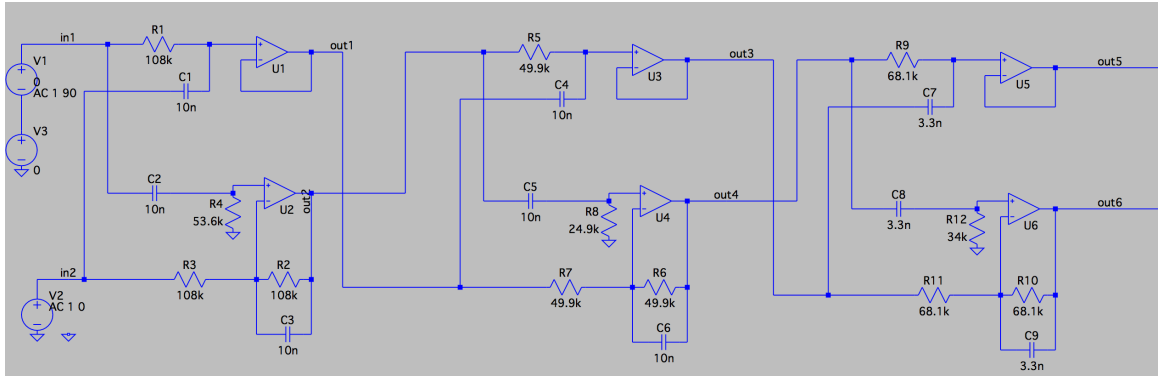 in1
R1
108k
U1
out1
C1
10n
V1
0
AC 1 90
V3
0
C2
10n
R4
53.6k
U2
out2
in2
R3
108k
R2
108k
C3
10n
V2
AC 1 0
R5
49.9k
U3
out3
C4
10n
C5
10n
R8
24.9k
U4
out4
R7
49.9k
R6
49.9k
C6
10n
R9
68.1k
U5
out5
C7
3.3n
C8
3.3n
R12
34k
U6
out6
R11
68.1k
R10
68.1k
C9
3.3n